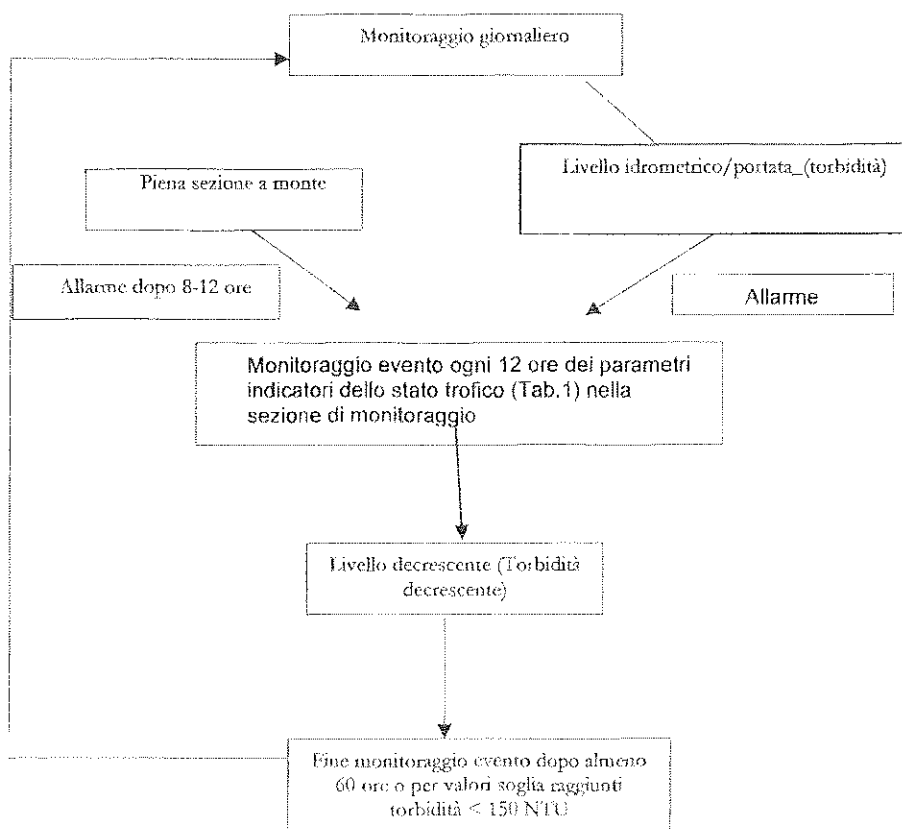 Monitoraggio giornaliero
Livello idrometrico/portata_(torbidità)
Piena sezione a monte
Allarme dopo 8-12 ore
Allarme
Monitoraggio evento ogni 12 ore dei parametri
indicatori dello stato trofico (Tab.1) nella
sezione di monitoraggio
Livello decrescente (Torbidità
decrescente)
Fine monitoraggio evento dopo almeno
60 ore o per valori soglia raggiunti
torbidità < 150 NTU